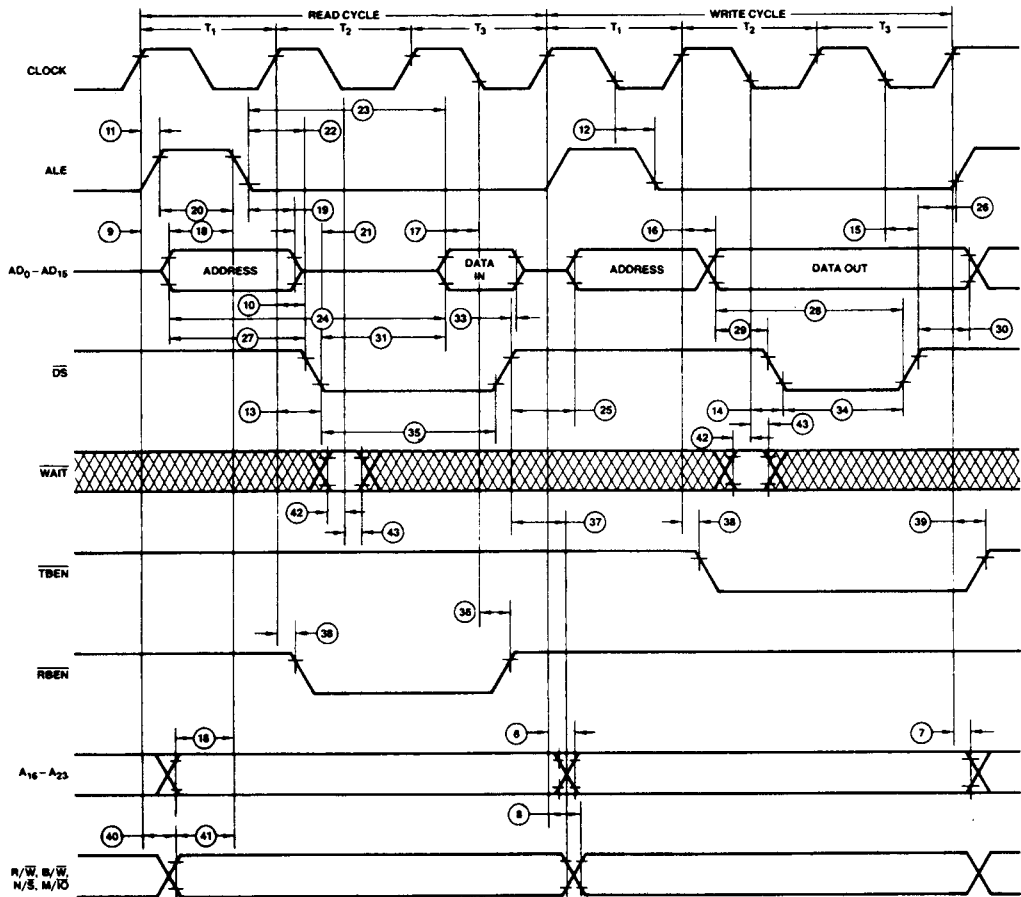 READ CYCLE WRITE CYCLE
T1 T2 T3 T1 T2 T3
CLOCK
23
11 22 12
ALE
20 19 26
9 18 21 17 16 15
AD0–AD15 ADDRESS DATA IN ADDRESS DATA OUT
10
24 33 28
27 31 29 30
DS
13 25 14 34
35 42 43
WAIT
42 43 37 38 39
TBEN
36
38
RBEN
18 6 7
A16–A23
8
40 41
R/W, B/W,
N/S, M/IO